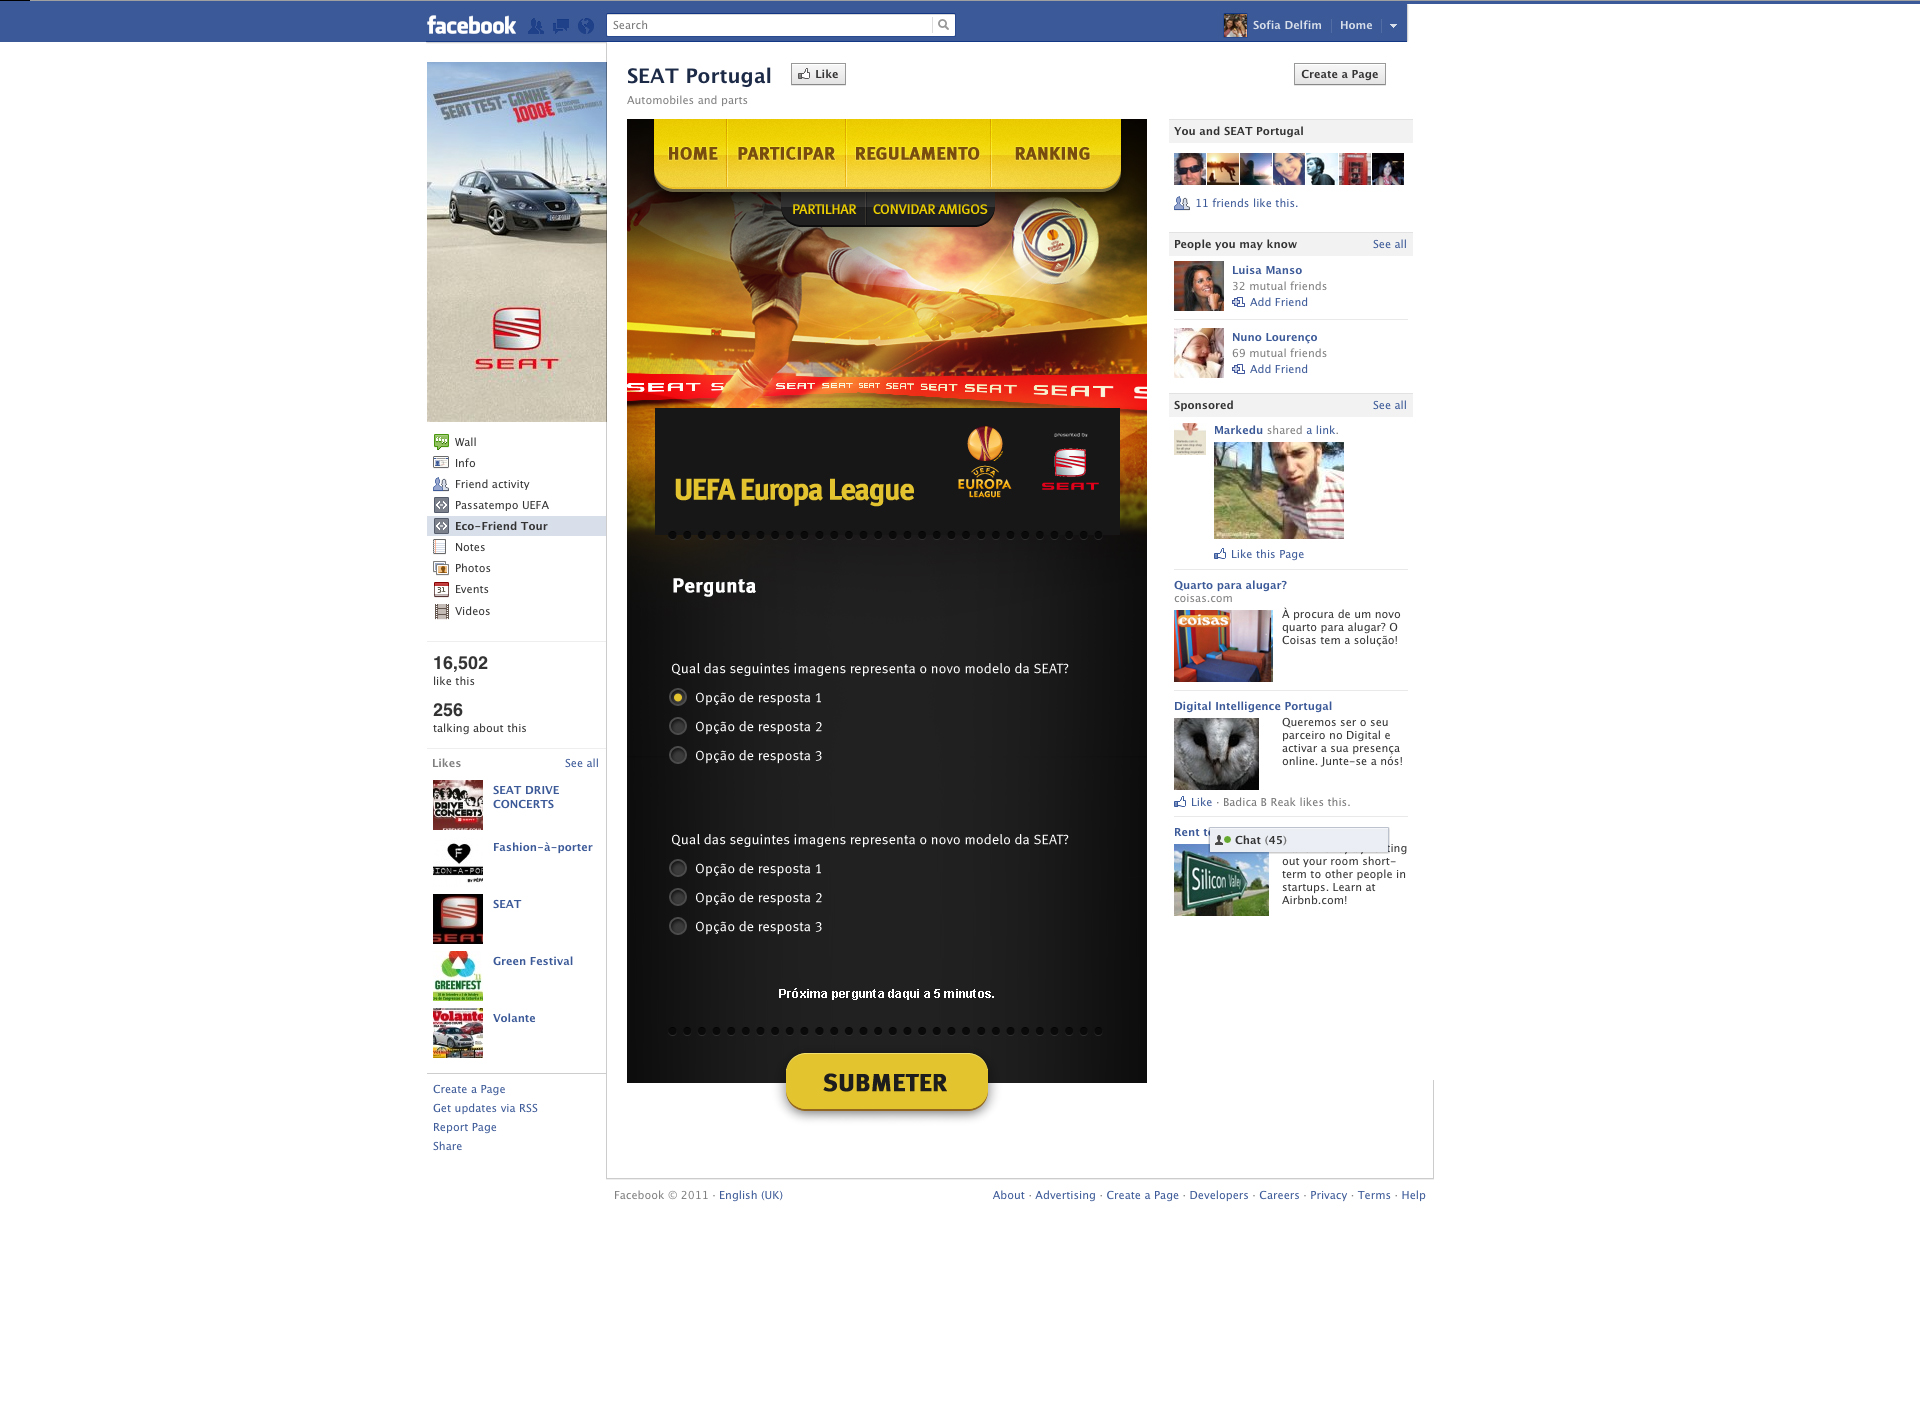 facebook
Search
Sofia Delfim
Home
SEAT TEST-GANHE
1000€
SEAT
Wall
Info
Friend activity
Passatempo UEFA
Eco-Friend Tour
Notes
Photos
Events
Videos
16,502
like this
256
talking about this
Likes See all
SEAT DRIVE
CONCERTS
DRIVE
CONCERTS
Fashion-à-porter
SEAT
SEAT
Green Festival
GREENFEST
Volante
Volante
Create a Page
Get updates via RSS
Report Page
Share
SEAT Portugal
Like
Create a Page
Automobiles and parts
HOME PARTICIPAR REGULAMENTO RANKING
PARTILHAR CONVIDAR AMIGOS
SEAT S SEAT SEAT SEAT SEAT SEAT SEAT SEAT SEAT S
UEFA Europa League
UEFA
EUROPA
LEAGUE
presented by
SEAT
Pergunta
Qual das seguintes imagens representa o novo modelo da SEAT?
Opção de resposta 1
Opção de resposta 2
Opção de resposta 3
Qual das seguintes imagens representa o novo modelo da SEAT?
Opção de resposta 1
Opção de resposta 2
Opção de resposta 3
Próxima pergunta daqui a 5 minutos.
SUBMETER
You and SEAT Portugal
11 friends like this.
People you may know See all
Luisa Manso
32 mutual friends
Add Friend
Nuno Lourenço
69 mutual friends
Add Friend
Sponsored See all
Markedu shared a link.
Like this Page
Quarto para alugar?
coisas.com
coisas
À procura de um novo
quarto para alugar? O
Coisas tem a solução!
Digital Intelligence Portugal
Queremos ser o seu
parceiro no Digital e
activar a sua presença
online. Junte-se a nós!
Like · Badica B Reak likes this.
Rent
Chat (45)
out your room short-
term to other people in
startups. Learn at
Airbnb.com!
Silicon Valey
Facebook © 2011 · English (UK)
About · Advertising · Create a Page · Developers · Careers · Privacy · Terms · Help